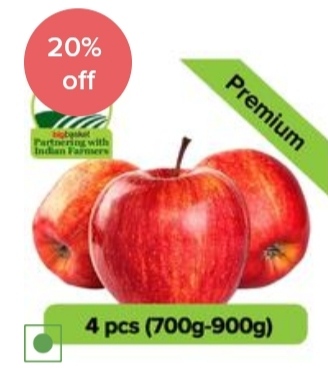 20%
off
bigbasket
Partnering with
Indian Farmers
Premium
4 pcs (700g-900g)